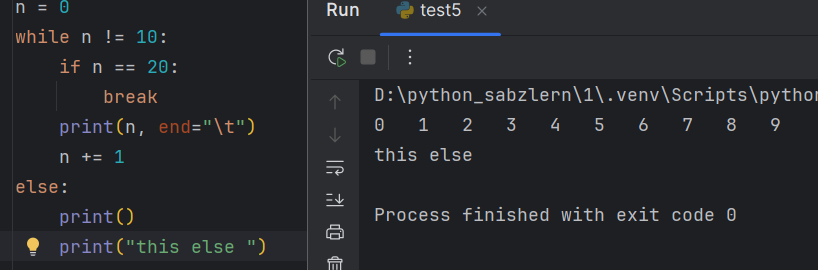 n = 0
while n != 10:
    if n == 20:
        break
    print(n, end="\t")
    n += 1
else:
    print()
    print("this else ")
Run
test5
D:\python_sabzlern\1\.venv\Scripts\python
0 1 2 3 4 5 6 7 8 9
this else
Process finished with exit code 0